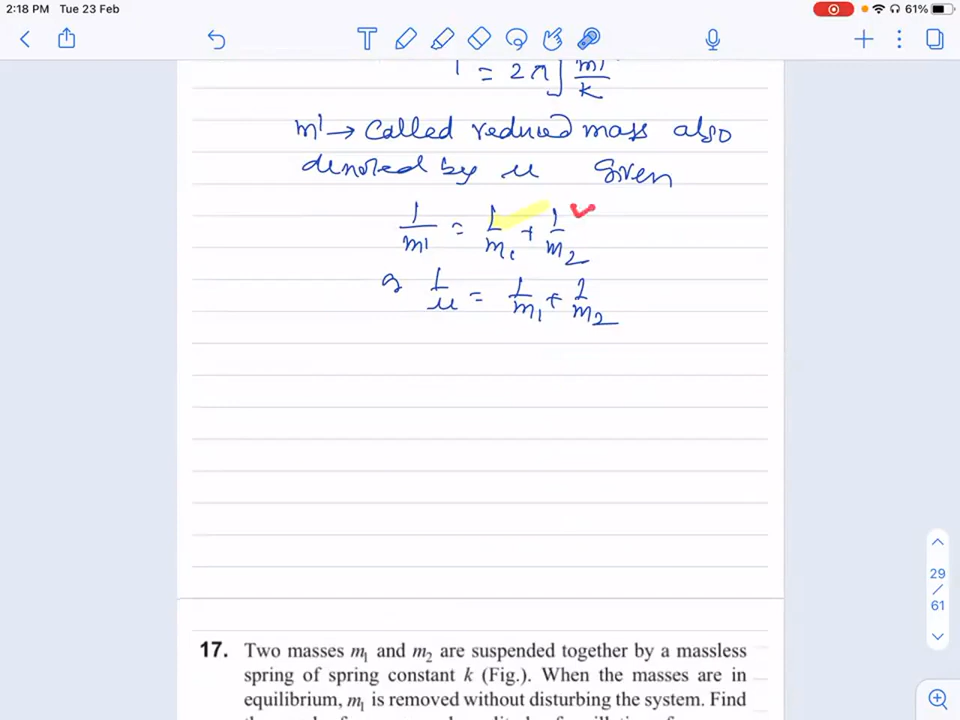 2:18 PM Tue 23 Feb 61%
= 2π√m'/k
m' → Called reduced mass also
denoted by μ Given
1/m' = 1/m₁ + 1/m₂
1/μ = 1/m₁ + 1/m₂
29
/
61
17. Two masses m₁ and m₂ are suspended together by a massless
spring of spring constant k (Fig.). When the masses are in
equilibrium, m₁ is removed without disturbing the system. Find